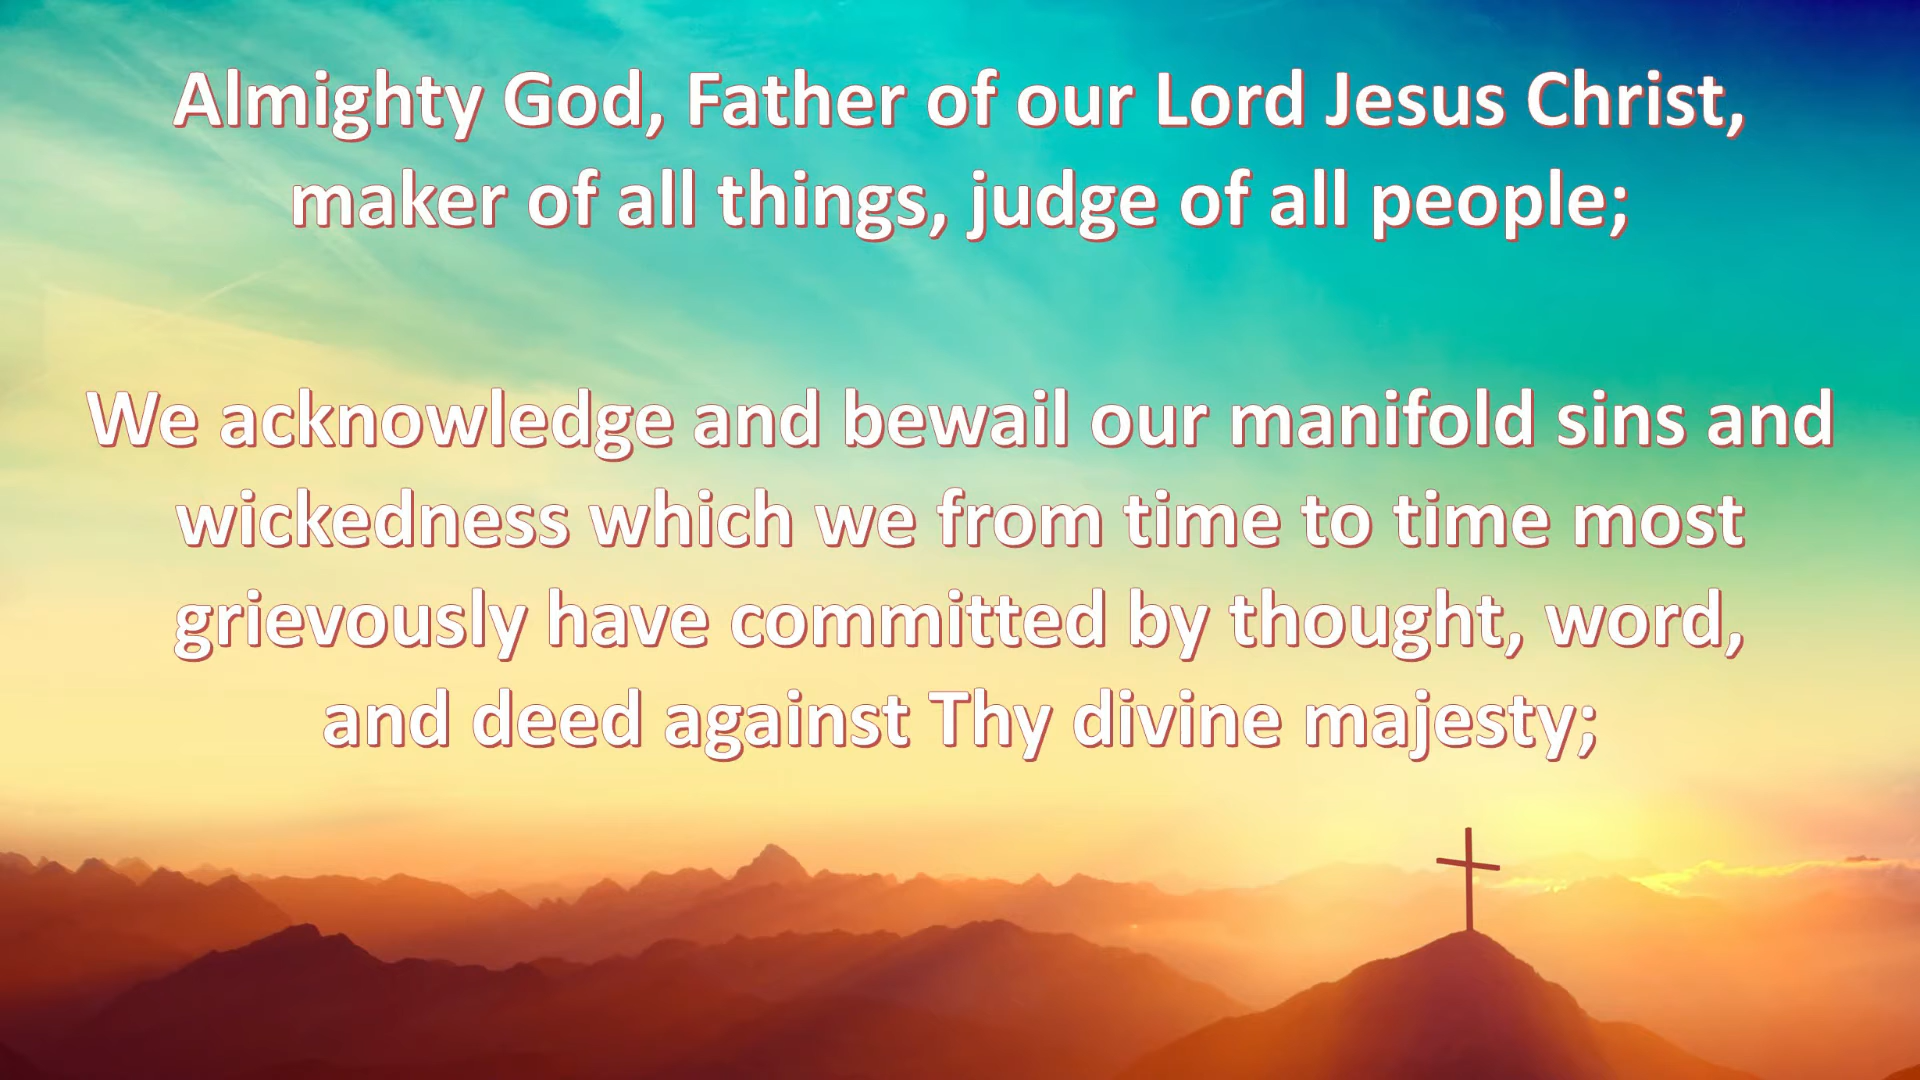 Almighty God, Father of our Lord Jesus Christ,
maker of all things, judge of all people;
We acknowledge and bewail our manifold sins and
wickedness which we from time to time most
grievously have committed by thought, word,
and deed against Thy divine majesty;